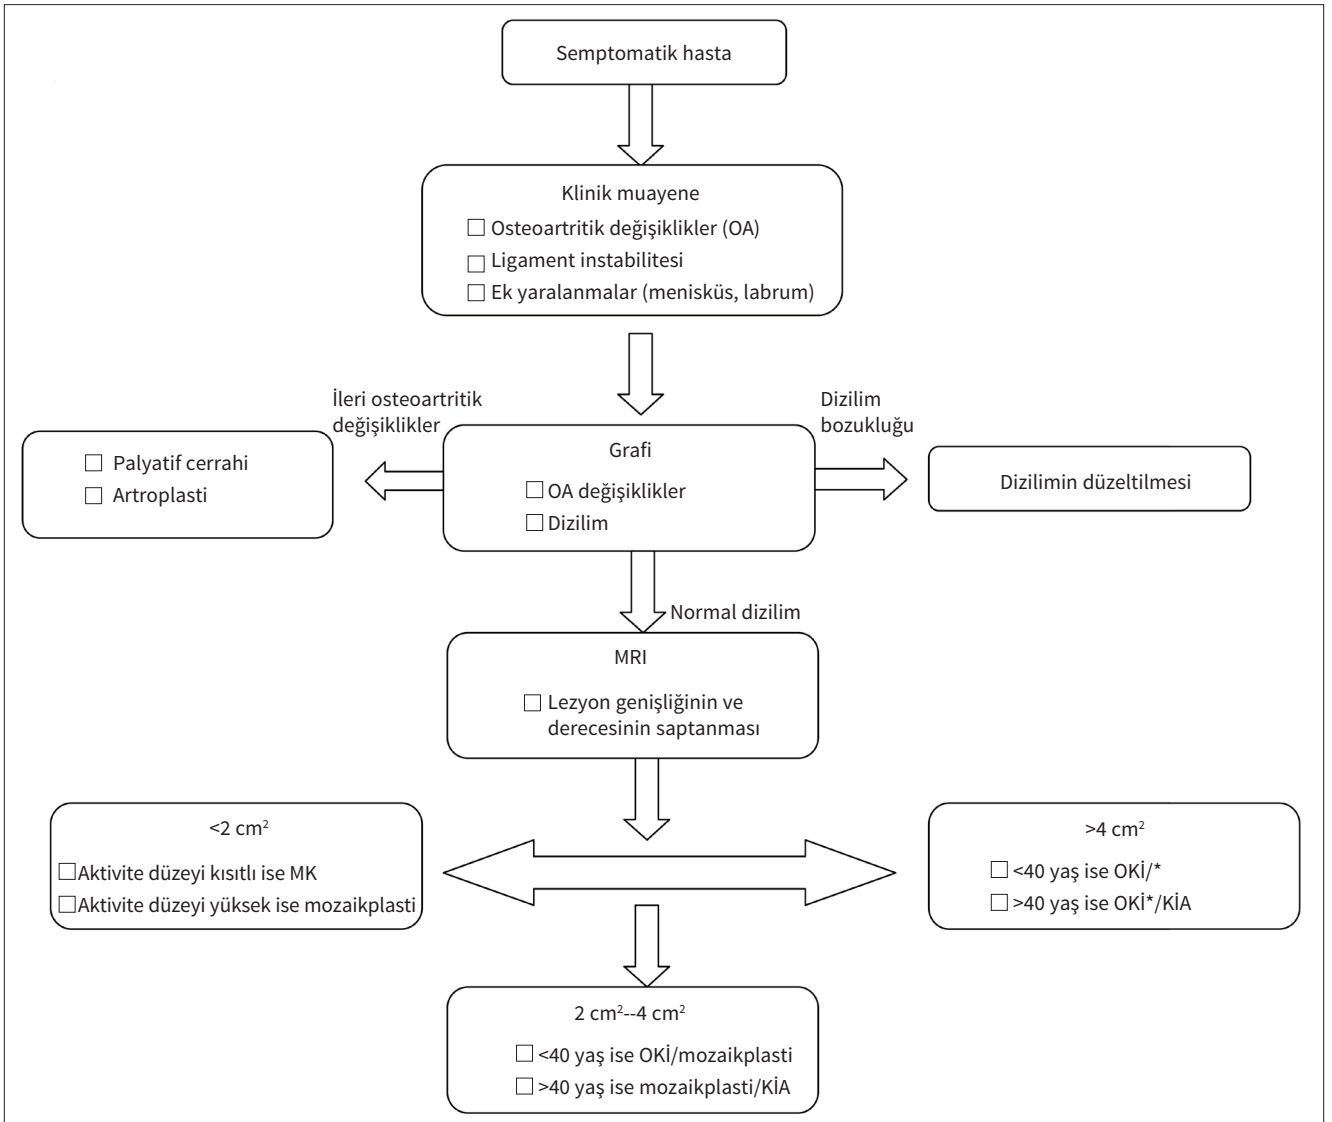 Semptomatik hasta
Klinik muayene
☐ Osteoartritik değişiklikler (OA)
☐ Ligament instabilitesi
☐ Ek yaralanmalar (menisküs, labrum)
İleri osteoartritik
değişiklikler
Dizilim
bozukluğu
☐ Palyatif cerrahi
☐ Artroplasti
Grafi
☐ OA değişiklikler
☐ Dizilim
Dizilimin düzeltilmesi
Normal dizilim
MRI
☐ Lezyon genişliğinin ve
derecesinin saptanması
<2 cm²
☐ Aktivite düzeyi kısıtlı ise MK
☐ Aktivite düzeyi yüksek ise mozaikplasti
>4 cm²
☐ <40 yaş ise OKİ/*
☐ >40 yaş ise OKİ*/KİA
2 cm²--4 cm²
☐ <40 yaş ise OKİ/mozaikplasti
☐ >40 yaş ise mozaikplasti/KİA